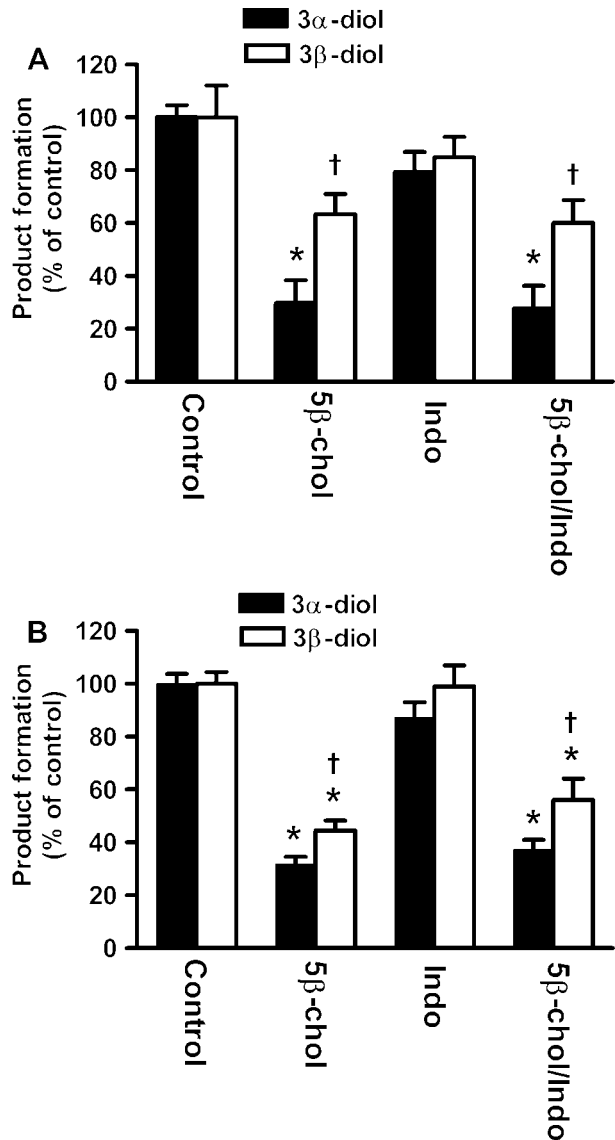 3α-diol
3β-diol
A
Product formation
(% of control)
120
100
80
60
40
20
0
*
†
*
†
Control
5β-chol
Indo
5β-chol/Indo
3α-diol
3β-diol
B
Product formation
(% of control)
120
100
80
60
40
20
0
*
†
*
*
†
*
Control
5β-chol
Indo
5β-chol/Indo